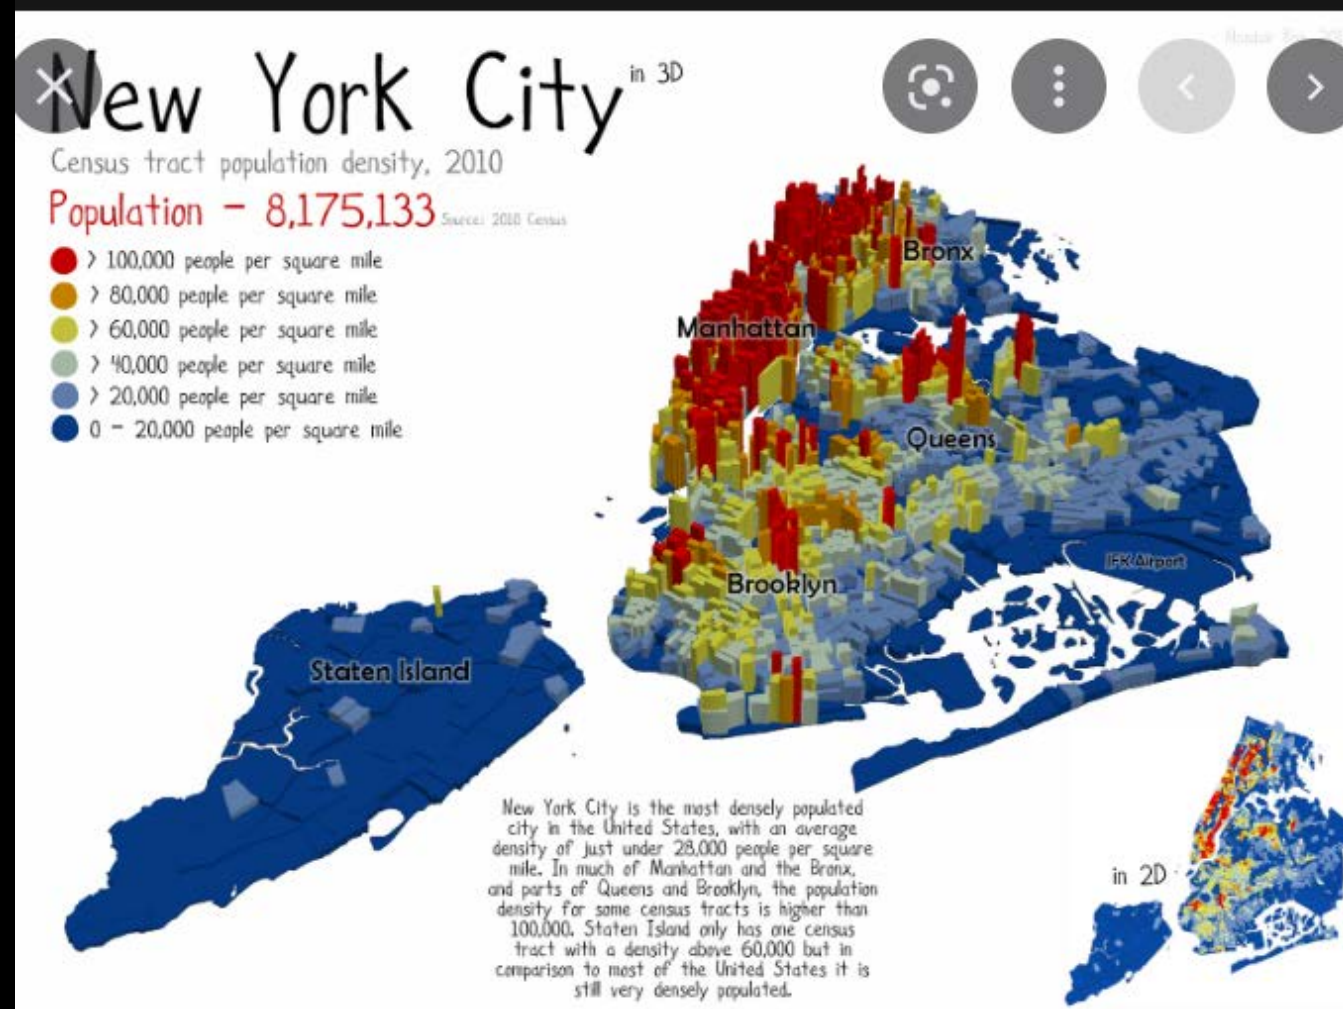 New York City in 3D
Census tract population density, 2010
Population - 8,175,133 Source: 2010 Census
> 100,000 people per square mile
> 80,000 people per square mile
> 60,000 people per square mile
> 40,000 people per square mile
> 20,000 people per square mile
0 - 20,000 people per square mile
Bronx
Manhattan
Queens
JFK Airport
Brooklyn
Staten Island
New York City is the most densely populated
city in the United States, with an average
density of just under 28,000 people per square
mile. In much of Manhattan and the Bronx,
and parts of Queens and Brooklyn, the population
density for some census tracts is higher than
100,000. Staten Island only has one census
tract with a density above 60,000 but in
comparison to most of the United States it is
still very densely populated.
in 2D